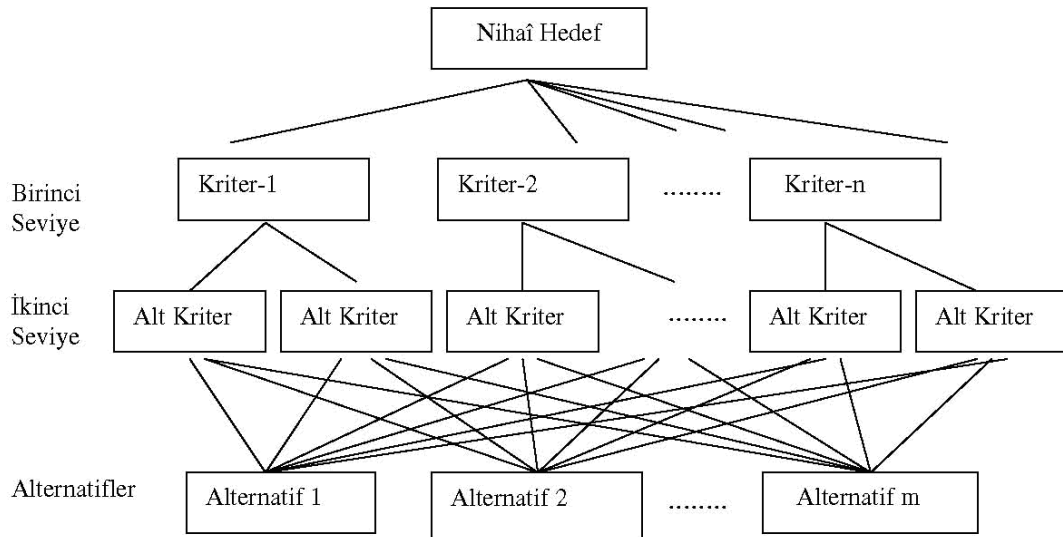 Nihaî Hedef
Birinci
Seviye
Kriter-1
Kriter-2
........
Kriter-n
İkinci
Seviye
Alt Kriter
Alt Kriter
Alt Kriter
........
Alt Kriter
Alt Kriter
Alternatifler
Alternatif 1
Alternatif 2
........
Alternatif m